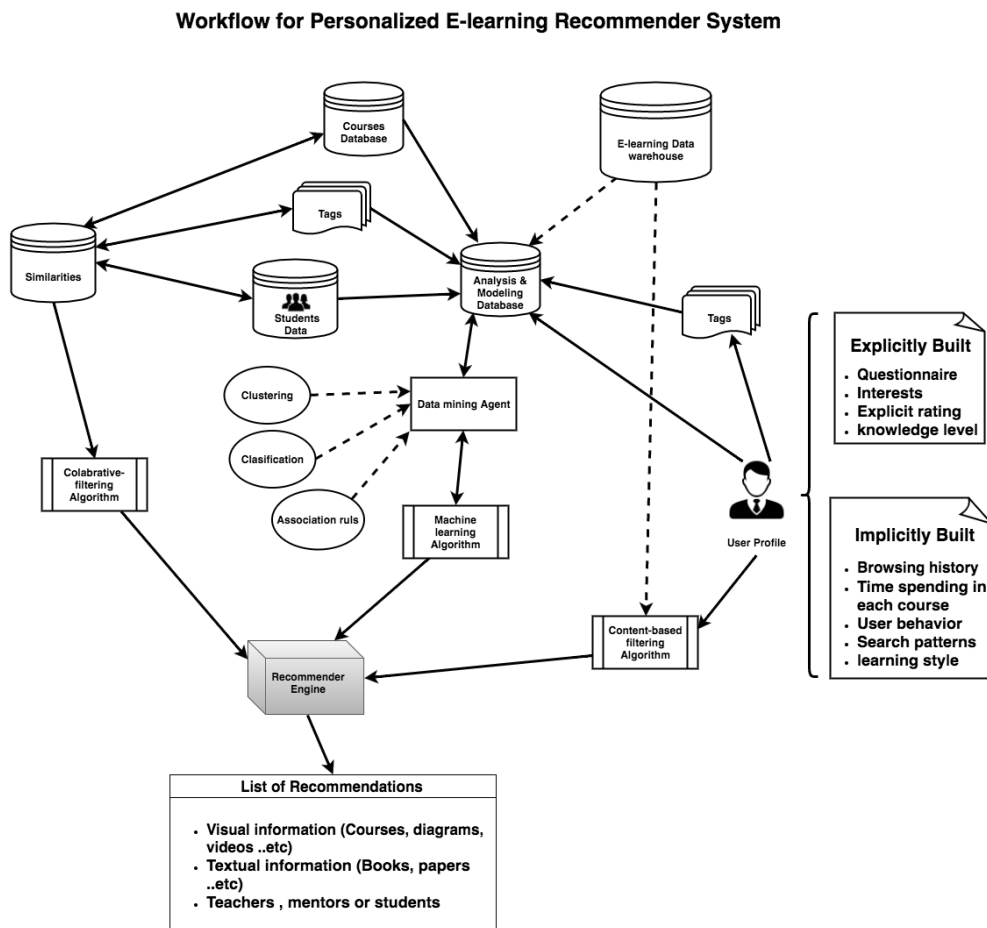 Workflow for Personalized E-learning Recommender System
Courses
Database
E-learning Data
warehouse
Tags
Similarities
Students
Data
Analysis &
Modeling
Database
Tags
Explicitly Built
• Questionnaire
• Interests
• Explicit rating
• knowledge level
Clustering
Data mining Agent
Clasification
Colabrative-
filtering
Algorithm
Association ruls
Machine
learning
Algorithm
User Profile
Implicitly Built
• Browsing history
• Time spending in
each course
• User behavior
• Search patterns
• learning style
Content-based
filtering
Algorithm
Recommender
Engine
List of Recommendations
• Visual information (Courses, diagrams,
videos ..etc)
• Textual information (Books, papers
..etc)
• Teachers , mentors or students